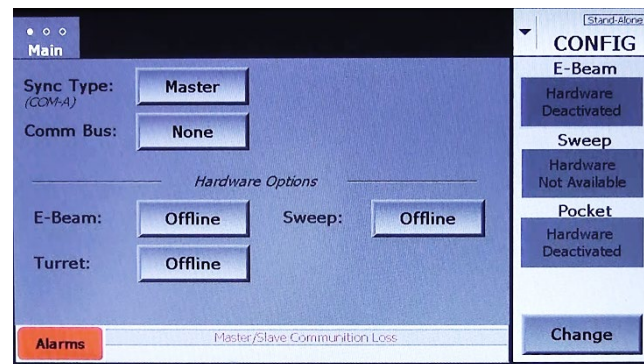 Main
Sync Type: Master
(COM-A)
Comm Bus: None
Hardware Options
E-Beam: Offline Sweep: Offline
Turret: Offline
Alarms
Master/Slave Communition Loss
Stand-Alone
CONFIG
E-Beam
Hardware
Deactivated
Sweep
Hardware
Not Available
Pocket
Hardware
Deactivated
Change